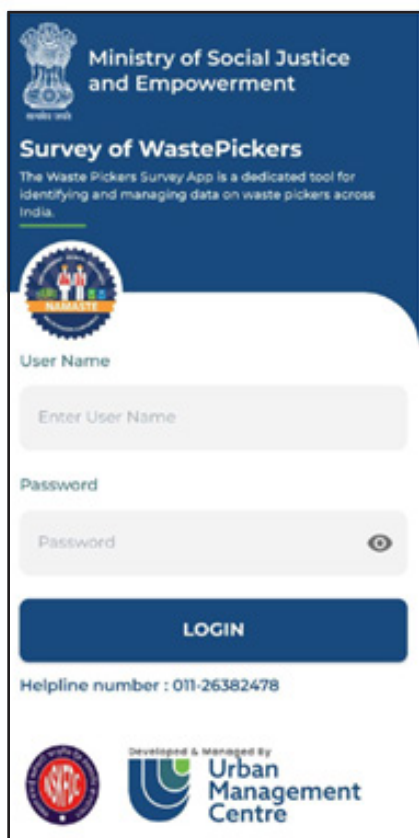 Ministry of Social Justice
and Empowerment
Survey of WastePickers
The Waste Pickers Survey App is a dedicated tool for
identifying and managing data on waste pickers across
India.
NAMASTE
User Name
Enter User Name
Password
Password
LOGIN
Helpline number : 011-26382478
Developed & Managed By
Urban
Management
Centre